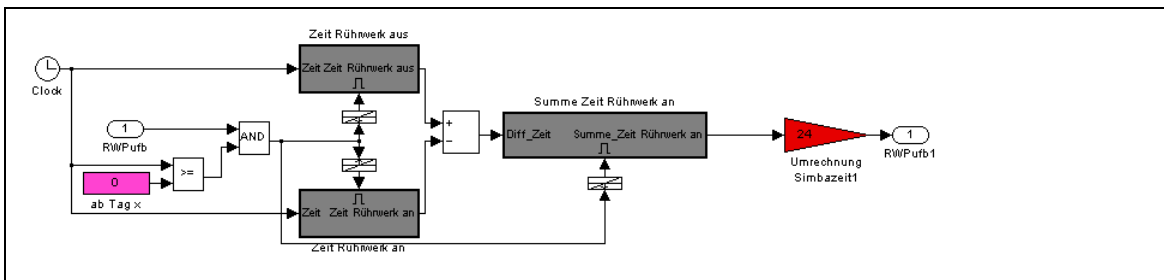 Zeit Rührwerk aus
Zeit Zeit Rührwerk aus
Clock
Summe Zeit Rührwerk an
1
RWPufb
AND
+
−
Diff_Zeit Summe_Zeit Rührwerk an
24
1
RWPufb1
Umrechnung
Simbazeit1
>=
0
ab Tag x
Zeit Zeit Rührwerk an
Zeit Rührwerk an